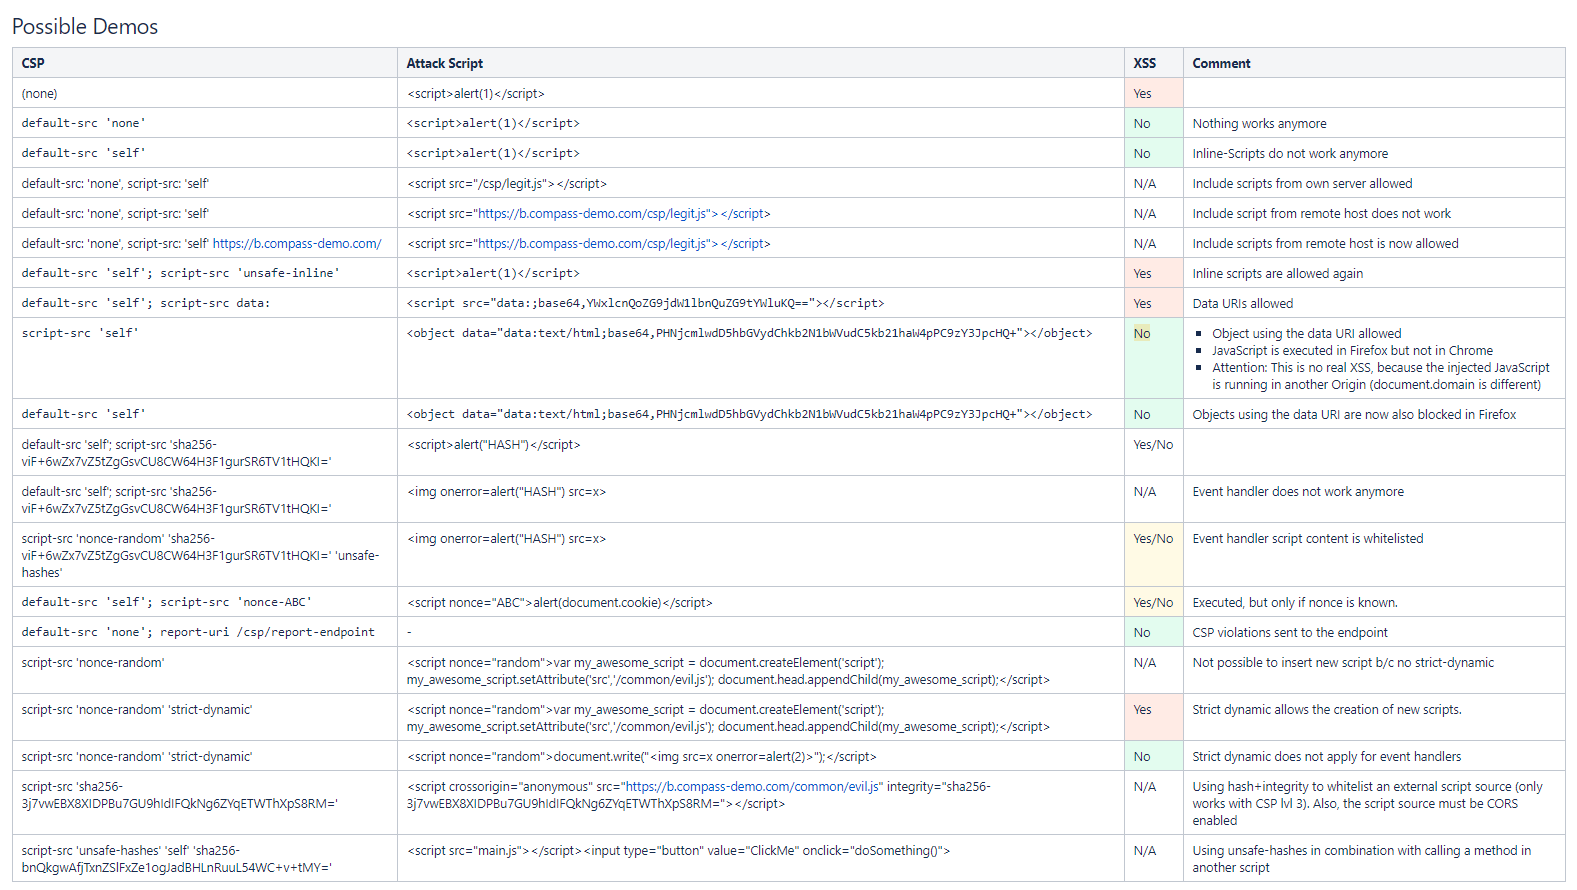 Possible Demos
CSP Attack Script XSS Comment
(none) <script>alert(1)</script> Yes
default-src 'none' <script>alert(1)</script> No Nothing works anymore
default-src 'self' <script>alert(1)</script> No Inline-Scripts do not work anymore
default-src: 'none', script-src: 'self' <script src="/csp/legit.js"></script> N/A Include scripts from own server allowed
default-src: 'none', script-src: 'self' <script src="https://b.compass-demo.com/csp/legit.js"></script> N/A Include script from remote host does not work
default-src: 'none', script-src: 'self' https://b.compass-demo.com/ <script src="https://b.compass-demo.com/csp/legit.js"></script> N/A Include scripts from remote host is now allowed
default-src 'self'; script-src 'unsafe-inline' <script>alert(1)</script> Yes Inline scripts are allowed again
default-src 'self'; script-src data: <script src="data:;base64,YWxlcnQoZG9jdW1lbnQuZG9tYWluKQ=="></script> Yes Data URIs allowed
script-src 'self' <object data="data:text/html;base64,PHNjcmlwdD5hbGVydChkb2N1bWVudC5kb21haW4pPC9zY3JpcHQ+"></object> No ▪ Object using the data URI allowed
▪ JavaScript is executed in Firefox but not in Chrome
▪ Attention: This is no real XSS, because the injected JavaScript
is running in another Origin (document.domain is different)
default-src 'self' <object data="data:text/html;base64,PHNjcmlwdD5hbGVydChkb2N1bWVudC5kb21haW4pPC9zY3JpcHQ+"></object> No Objects using the data URI are now also blocked in Firefox
default-src 'self'; script-src 'sha256- <script>alert("HASH")</script> Yes/No
viF+6wZx7vZ5tZgGsvCU8CW64H3F1gurSR6TV1tHQKI='
default-src 'self'; script-src 'sha256- <img onerror=alert("HASH") src=x> N/A Event handler does not work anymore
viF+6wZx7vZ5tZgGsvCU8CW64H3F1gurSR6TV1tHQKI='
script-src 'nonce-random' 'sha256- <img onerror=alert("HASH") src=x> Yes/No Event handler script content is whitelisted
viF+6wZx7vZ5tZgGsvCU8CW64H3F1gurSR6TV1tHQKI=' 'unsafe-
hashes'
default-src 'self'; script-src 'nonce-ABC' <script nonce="ABC">alert(document.cookie)</script> Yes/No Executed, but only if nonce is known.
default-src 'none'; report-uri /csp/report-endpoint - No CSP violations sent to the endpoint
script-src 'nonce-random' <script nonce="random">var my_awesome_script = document.createElement('script'); N/A Not possible to insert new script b/c no strict-dynamic
my_awesome_script.setAttribute('src','/common/evil.js'); document.head.appendChild(my_awesome_script);</script>
script-src 'nonce-random' 'strict-dynamic' <script nonce="random">var my_awesome_script = document.createElement('script'); Yes Strict dynamic allows the creation of new scripts.
my_awesome_script.setAttribute('src','/common/evil.js'); document.head.appendChild(my_awesome_script);</script>
script-src 'nonce-random' 'strict-dynamic' <script nonce="random">document.write("<img src=x onerror=alert(2)>");</script> No Strict dynamic does not apply for event handlers
script-src 'sha256- <script crossorigin="anonymous" src="https://b.compass-demo.com/common/evil.js" integrity="sha256- N/A Using hash+integrity to whitelist an external script source (only
3j7vwEBX8XIDPBu7GU9hIdIFQkNg6ZYqETWThXpS8RM=' 3j7vwEBX8XIDPBu7GU9hIdIFQkNg6ZYqETWThXpS8RM="></script> works with CSP lvl 3). Also, the script source must be CORS
enabled
script-src 'unsafe-hashes' 'self' 'sha256- <script src="main.js"></script><input type="button" value="ClickMe" onclick="doSomething()"> N/A Using unsafe-hashes in combination with calling a method in
bnQkgwAfjTxnZSlFxZe1ogJadBHLnRuuL54WC+v+tMY=' another script